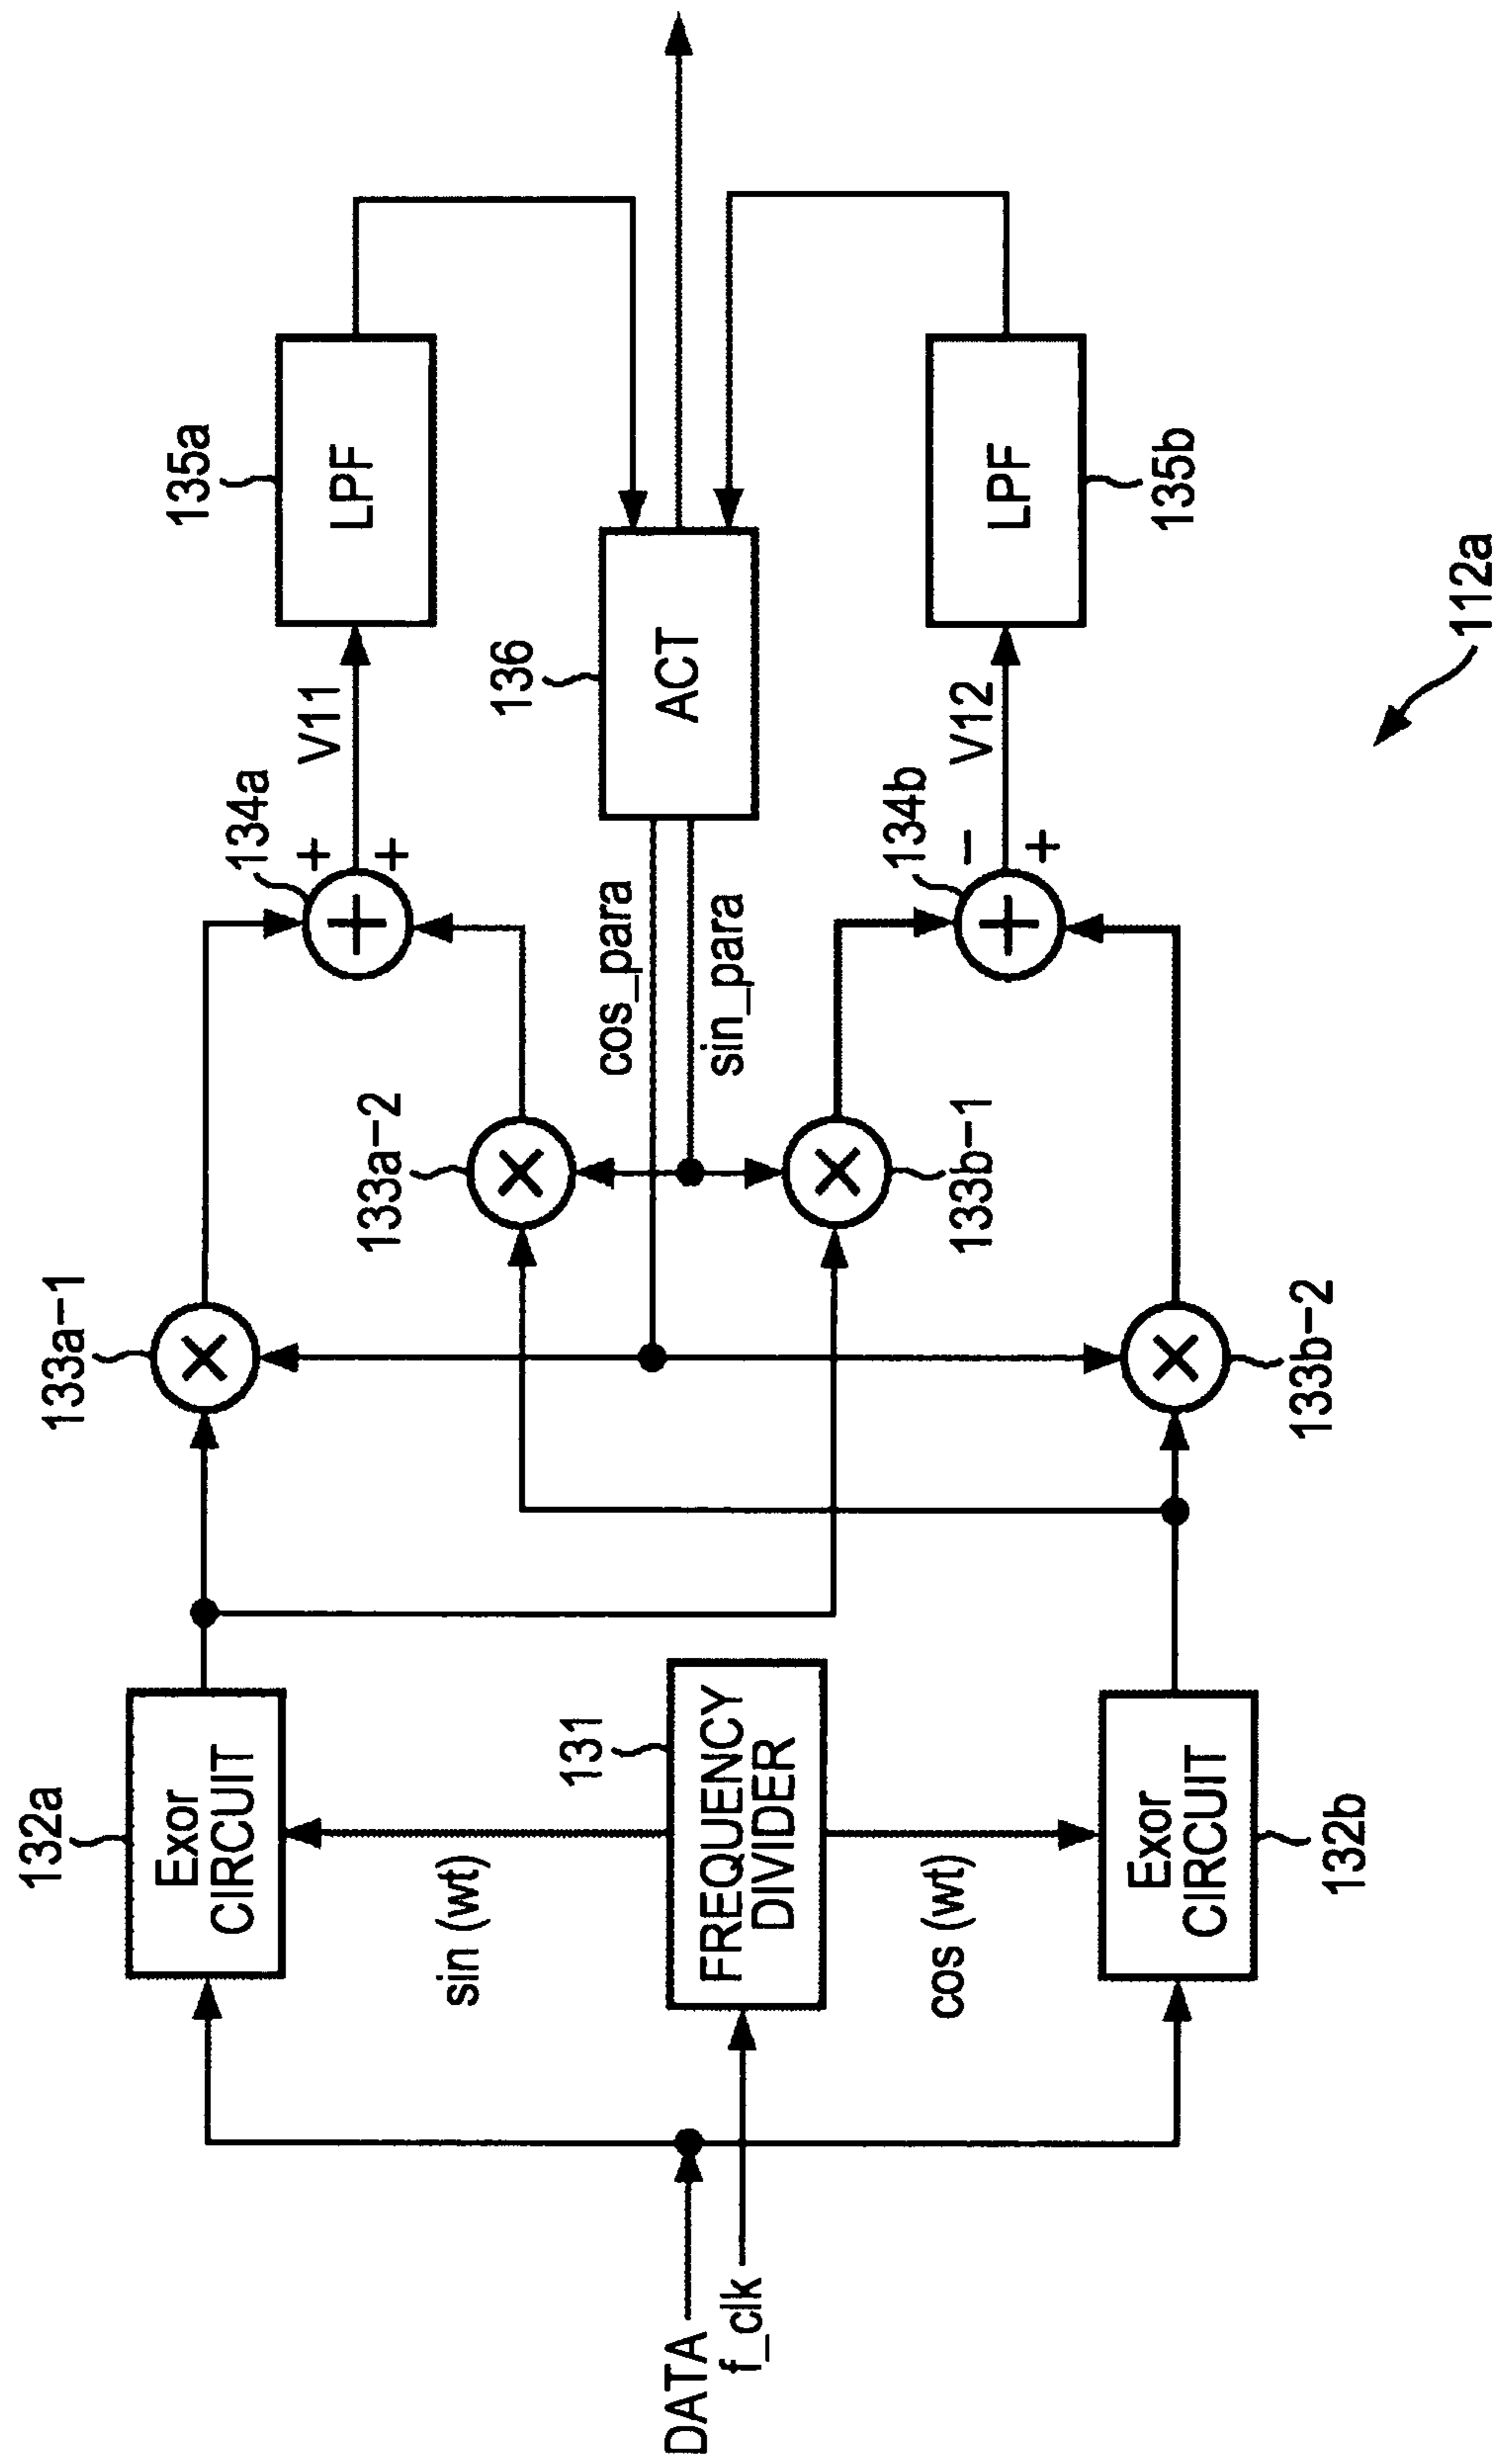 DATA
f_clk
132a
Exor
CIRCUIT
sin (wt)
131
FREQUENCY
DIVIDER
cos (wt)
Exor
CIRCUIT
132b
133a-1
133a-2
133b-1
133b-2
cos_para
sin_para
134a
+
+
V11
134b
−
+
V12
136
ACT
135a
LPF
LPF
135b
112a